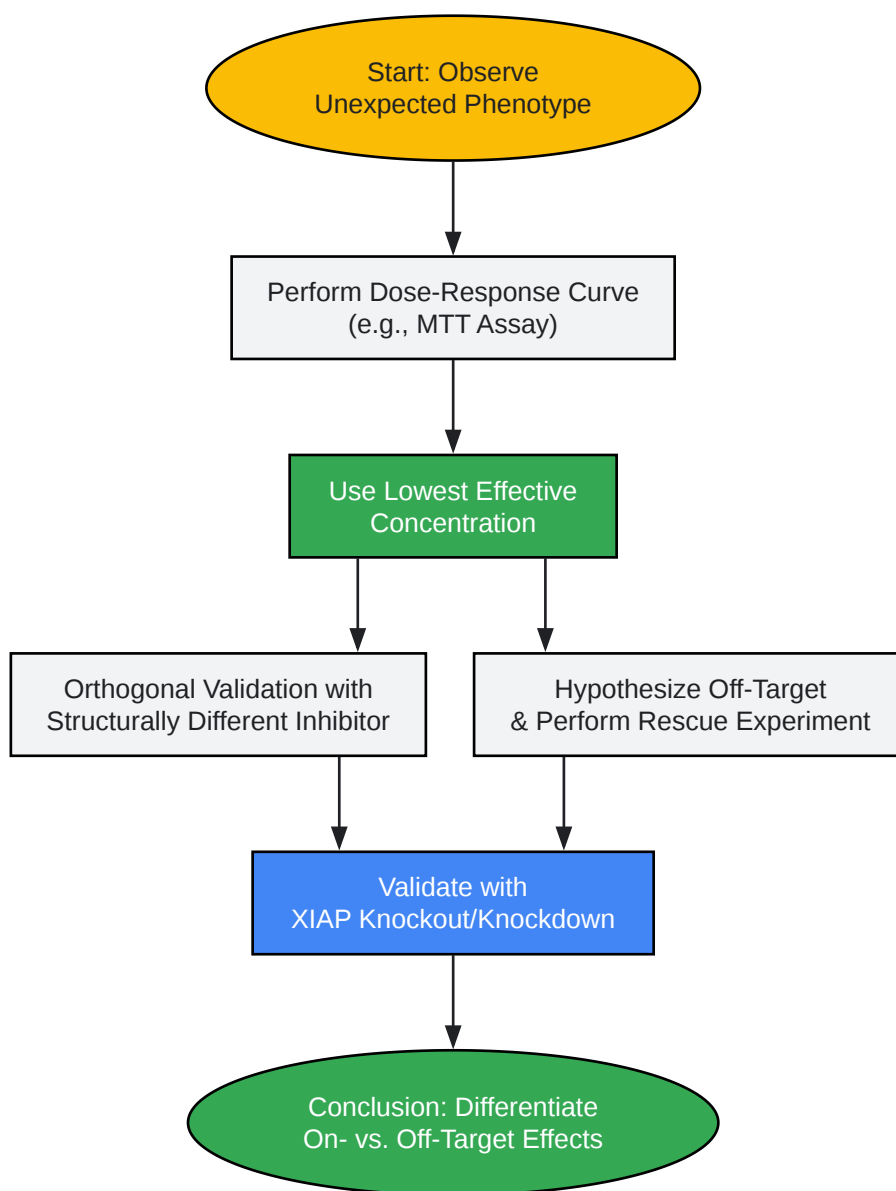 Start: Observe
Unexpected Phenotype
Perform Dose-Response Curve
(e.g., MTT Assay)
Use Lowest Effective
Concentration
Orthogonal Validation with
Structurally Different Inhibitor
Hypothesize Off-Target
& Perform Rescue Experiment
Validate with
XIAP Knockout/Knockdown
Conclusion: Differentiate
On- vs. Off-Target Effects